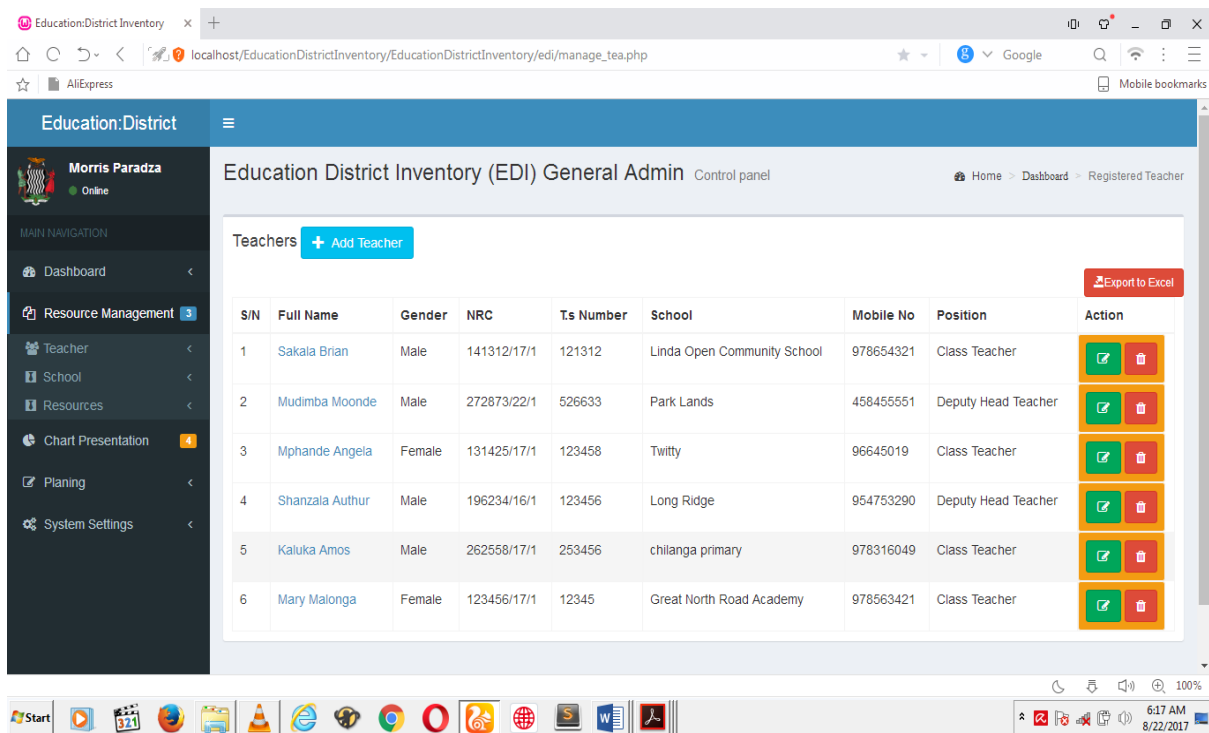 Education:District Inventory
localhost/EducationDistrictInventory/EducationDistrictInventory/edi/manage_tea.php
Google
AliExpress
Mobile bookmarks
Education:District
Morris Paradza
Online
Education District Inventory (EDI) General Admin Control panel
Home > Dashboard > Registered Teacher
MAIN NAVIGATION
Dashboard
Resource Management 3
Teacher
School
Resources
Chart Presentation 4
Planing
System Settings
Teachers + Add Teacher
Export to Excel
S/N Full Name Gender NRC T.s Number School Mobile No Position Action
1 Sakala Brian Male 141312/17/1 121312 Linda Open Community School 978654321 Class Teacher
2 Mudimba Moonde Male 272873/22/1 526633 Park Lands 458455551 Deputy Head Teacher
3 Mphande Angela Female 131425/17/1 123458 Twitty 96645019 Class Teacher
4 Shanzala Authur Male 196234/16/1 123456 Long Ridge 954753290 Deputy Head Teacher
5 Kaluka Amos Male 262558/17/1 253456 chilanga primary 978316049 Class Teacher
6 Mary Malonga Female 123456/17/1 12345 Great North Road Academy 978563421 Class Teacher
100%
Start
321
6:17 AM
8/22/2017